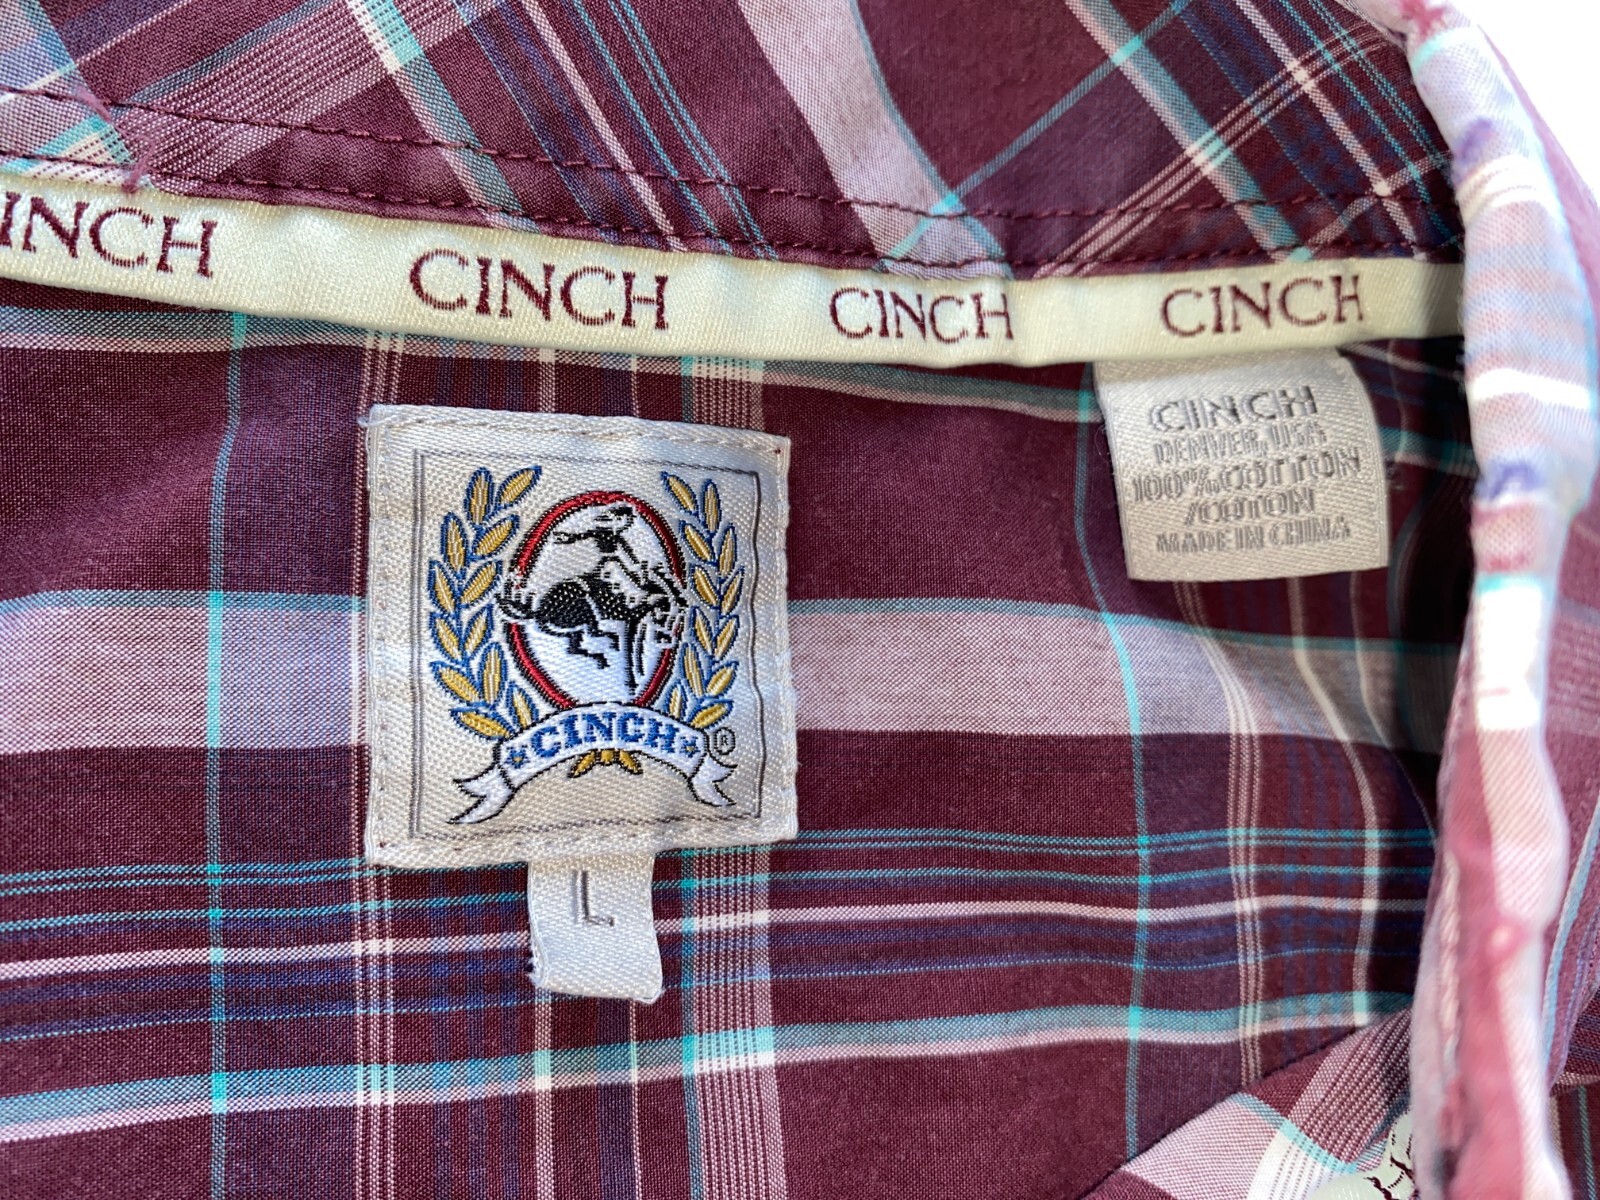 INCH CINCH CINCH CINCH
CINCH
DENVER, USA
100% COTTON
/COTON
MADE IN CHINA
CINCH ®
L